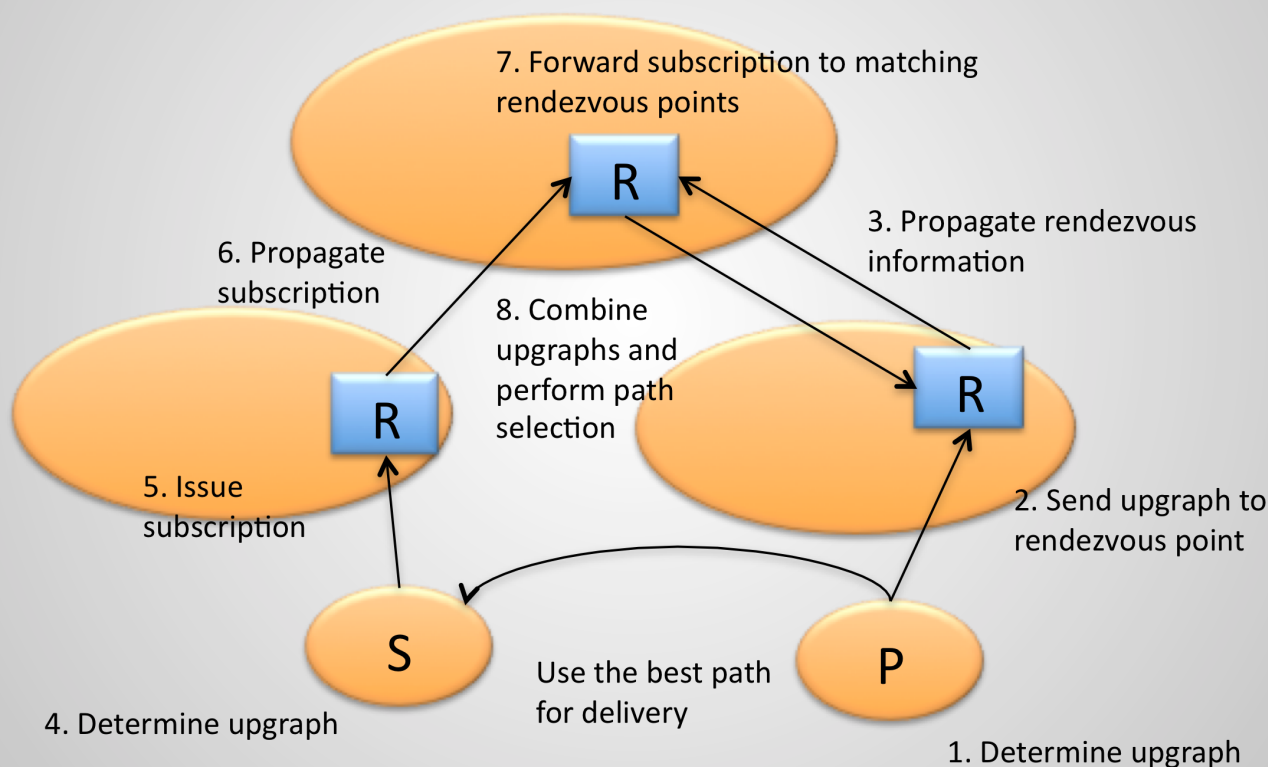 7. Forward subscription to matching
rendezvous points
R
3. Propagate rendezvous
information
6. Propagate
subscription
8. Combine
upgraphs and
perform path
selection
R
R
5. Issue
subscription
2. Send upgraph to
rendezvous point
S
P
Use the best path
for delivery
4. Determine upgraph
1. Determine upgraph